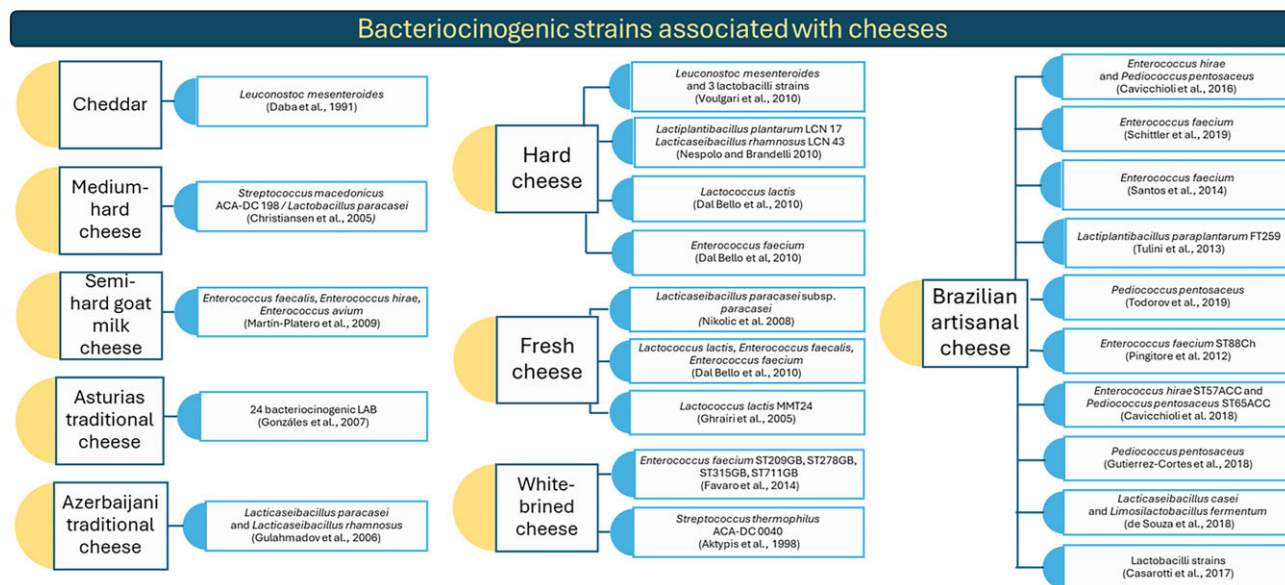 Bacteriocinogenic strains associated with cheeses
Cheddar
Leuconostoc mesenteroides
(Daba et al., 1991)
Medium-
hard
cheese
Streptococcus macedonicus
ACA-DC 198 / Lactobacillus paracasei
(Christiansen et al., 2005)
Semi-
hard goat
milk
cheese
Enterococcus faecalis, Enterococcus hirae,
Enterococcus avium
(Martín-Platero et al., 2009)
Asturias
traditional
cheese
24 bacteriocinogenic LAB
(Gonzáles et al., 2007)
Azerbaijani
traditional
cheese
Lacticaseibacillus paracasei
and Lacticaseibacillus rhamnosus
(Gulahmadov et al., 2006)
Hard
cheese
Leuconostoc mesenteroides
and 3 lactobacilli strains
(Voulgari et al., 2010)
Lactiplantibacillus plantarum LCN 17
Lacticaseibacillus rhamnosus LCN 43
(Nespolo and Brandelli 2010)
Lactococcus lactis
(Dal Bello et al., 2010)
Enterococcus faecium
(Dal Bello et al, 2010)
Fresh
cheese
Lacticaseibacillus paracasei subsp.
paracasei
(Nikolic et al. 2008)
Lactococcus lactis, Enterococcus faecalis,
Enterococcus faecium
(Dal Bello et al., 2010)
Lactococcus lactis MMT24
(Ghrairi et al., 2005)
White-
brined
cheese
Enterococcus faecium ST209GB, ST278GB,
ST315GB, ST711GB
(Favaro et al., 2014)
Streptococcus thermophilus
ACA-DC 0040
(Aktypis et al., 1998)
Brazilian
artisanal
cheese
Enterococcus hirae
and Pediococcus pentosaceus
(Cavicchioli et al., 2016)
Enterococcus faecium
(Schittler et al., 2019)
Enterococcus faecium
(Santos et al., 2014)
Lactiplantibacillus paraplantarum FT259
(Tulini et al., 2013)
Pediococcus pentosaceus
(Todorov et al., 2019)
Enterococcus faecium ST88Ch
(Pingitore et al. 2012)
Enterococcus hirae ST57ACC and
Pediococcus pentosaceus ST65ACC
(Cavicchioli et al. 2018)
Pediococcus pentosaceus
(Gutierrez-Cortes et al., 2018)
Lacticaseibacillus casei
and Limosilactobacillus fermentum
(de Souza et al., 2018)
Lactobacilli strains
(Casarotti et al., 2017)